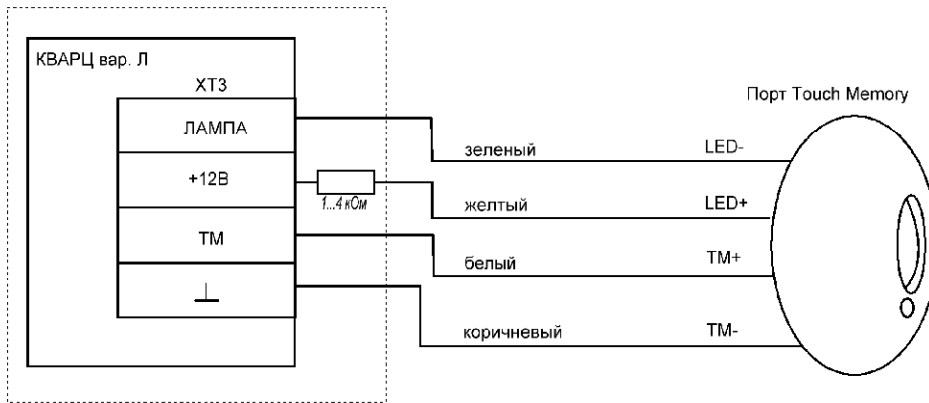 КВАРЦ вар. Л
XT3
ЛАМПА
+12В
1...4 кОм
ТМ
Порт Touch Memory
зеленый LED-
желтый LED+
белый TM+
коричневый TM-